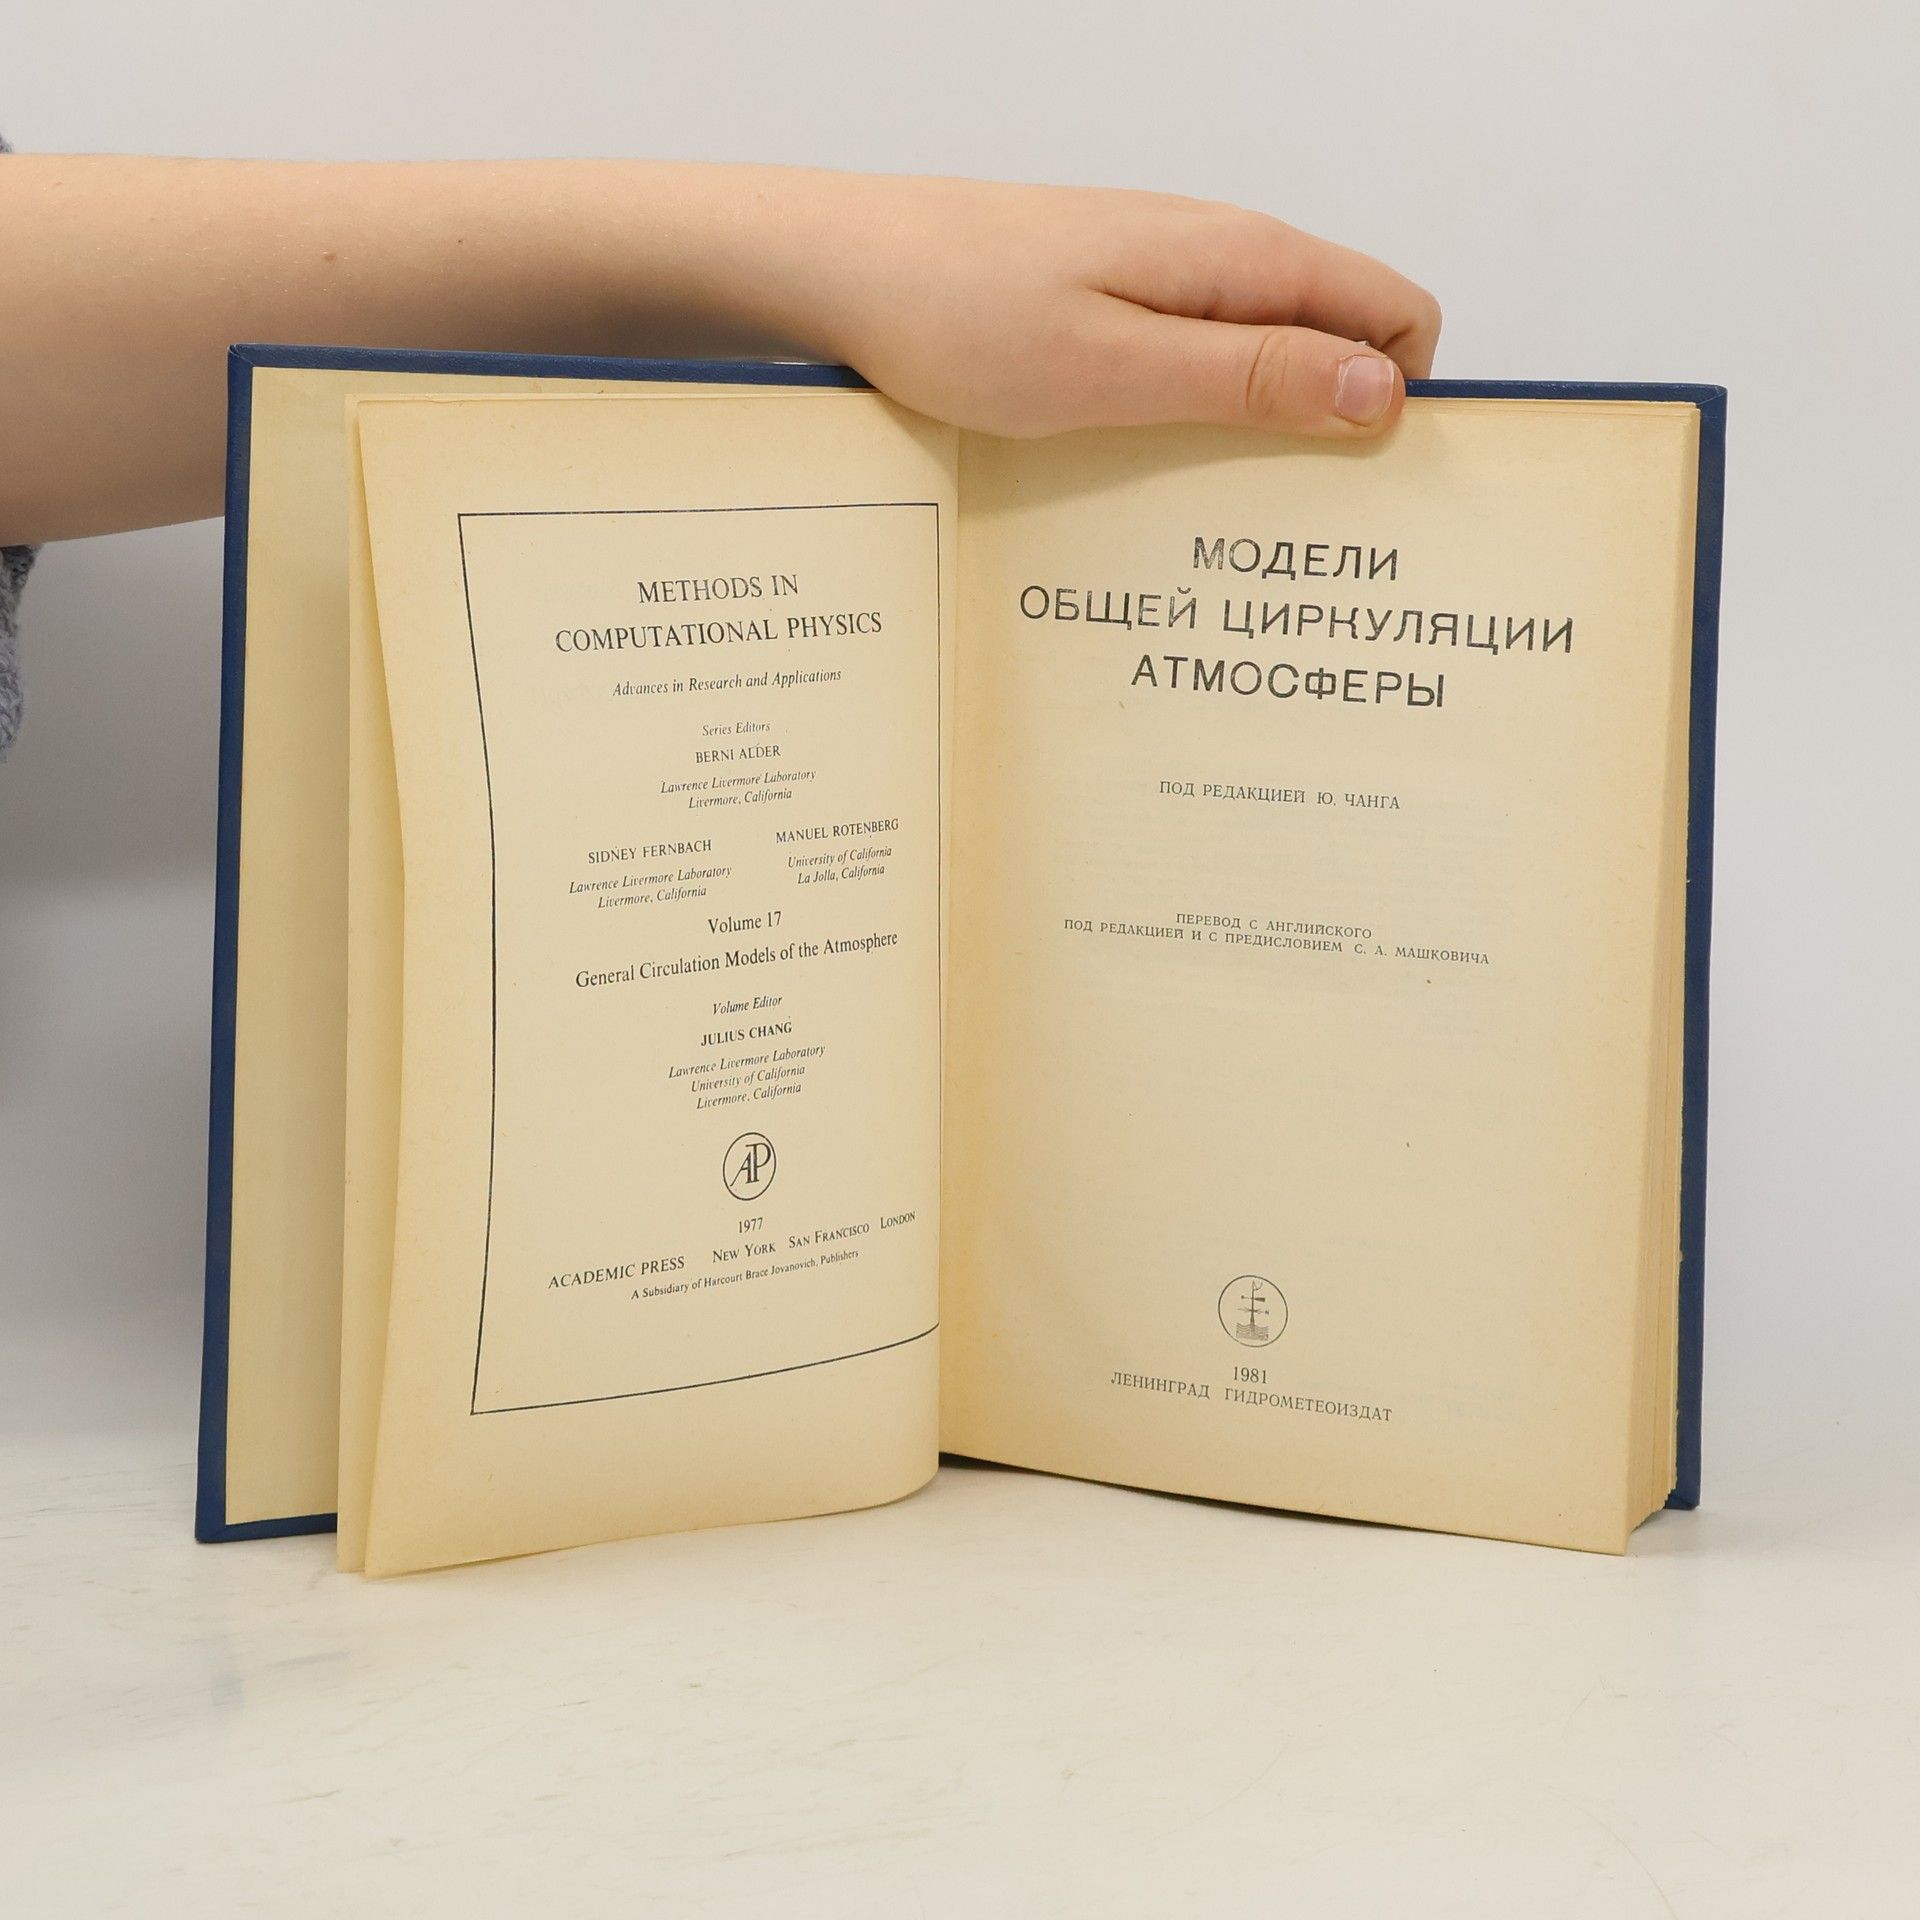 METHODS IN
COMPUTATIONAL PHYSICS
Advances in Research and Applications
Series Editors
BERNI ALDER
Lawrence Livermore Laboratory
Livermore, California
SIDNEY FERNBACH
Lawrence Livermore Laboratory
Livermore, California
MANUEL ROTENBERG
University of California
La Jolla, California
Volume 17
General Circulation Models of the Atmosphere
Volume Editor
JULIUS CHANG
Lawrence Livermore Laboratory
University of California
Livermore, California
AP
1977
ACADEMIC PRESS NEW YORK SAN FRANCISCO LONDON
A Subsidiary of Harcourt Brace Jovanovich, Publishers
МОДЕЛИ
ОБЩЕЙ ЦИРКУЛЯЦИИ
АТМОСФЕРЫ
ПОД РЕДАКЦИЕЙ Ю. ЧАНГА
ПЕРЕВОД С АНГЛИЙСКОГО
ПОД РЕДАКЦИЕЙ И С ПРЕДИСЛОВИЕМ С. А. МАШКОВИЧА
1981
ЛЕНИНГРАД ГИДРОМЕТЕОИЗДАТ